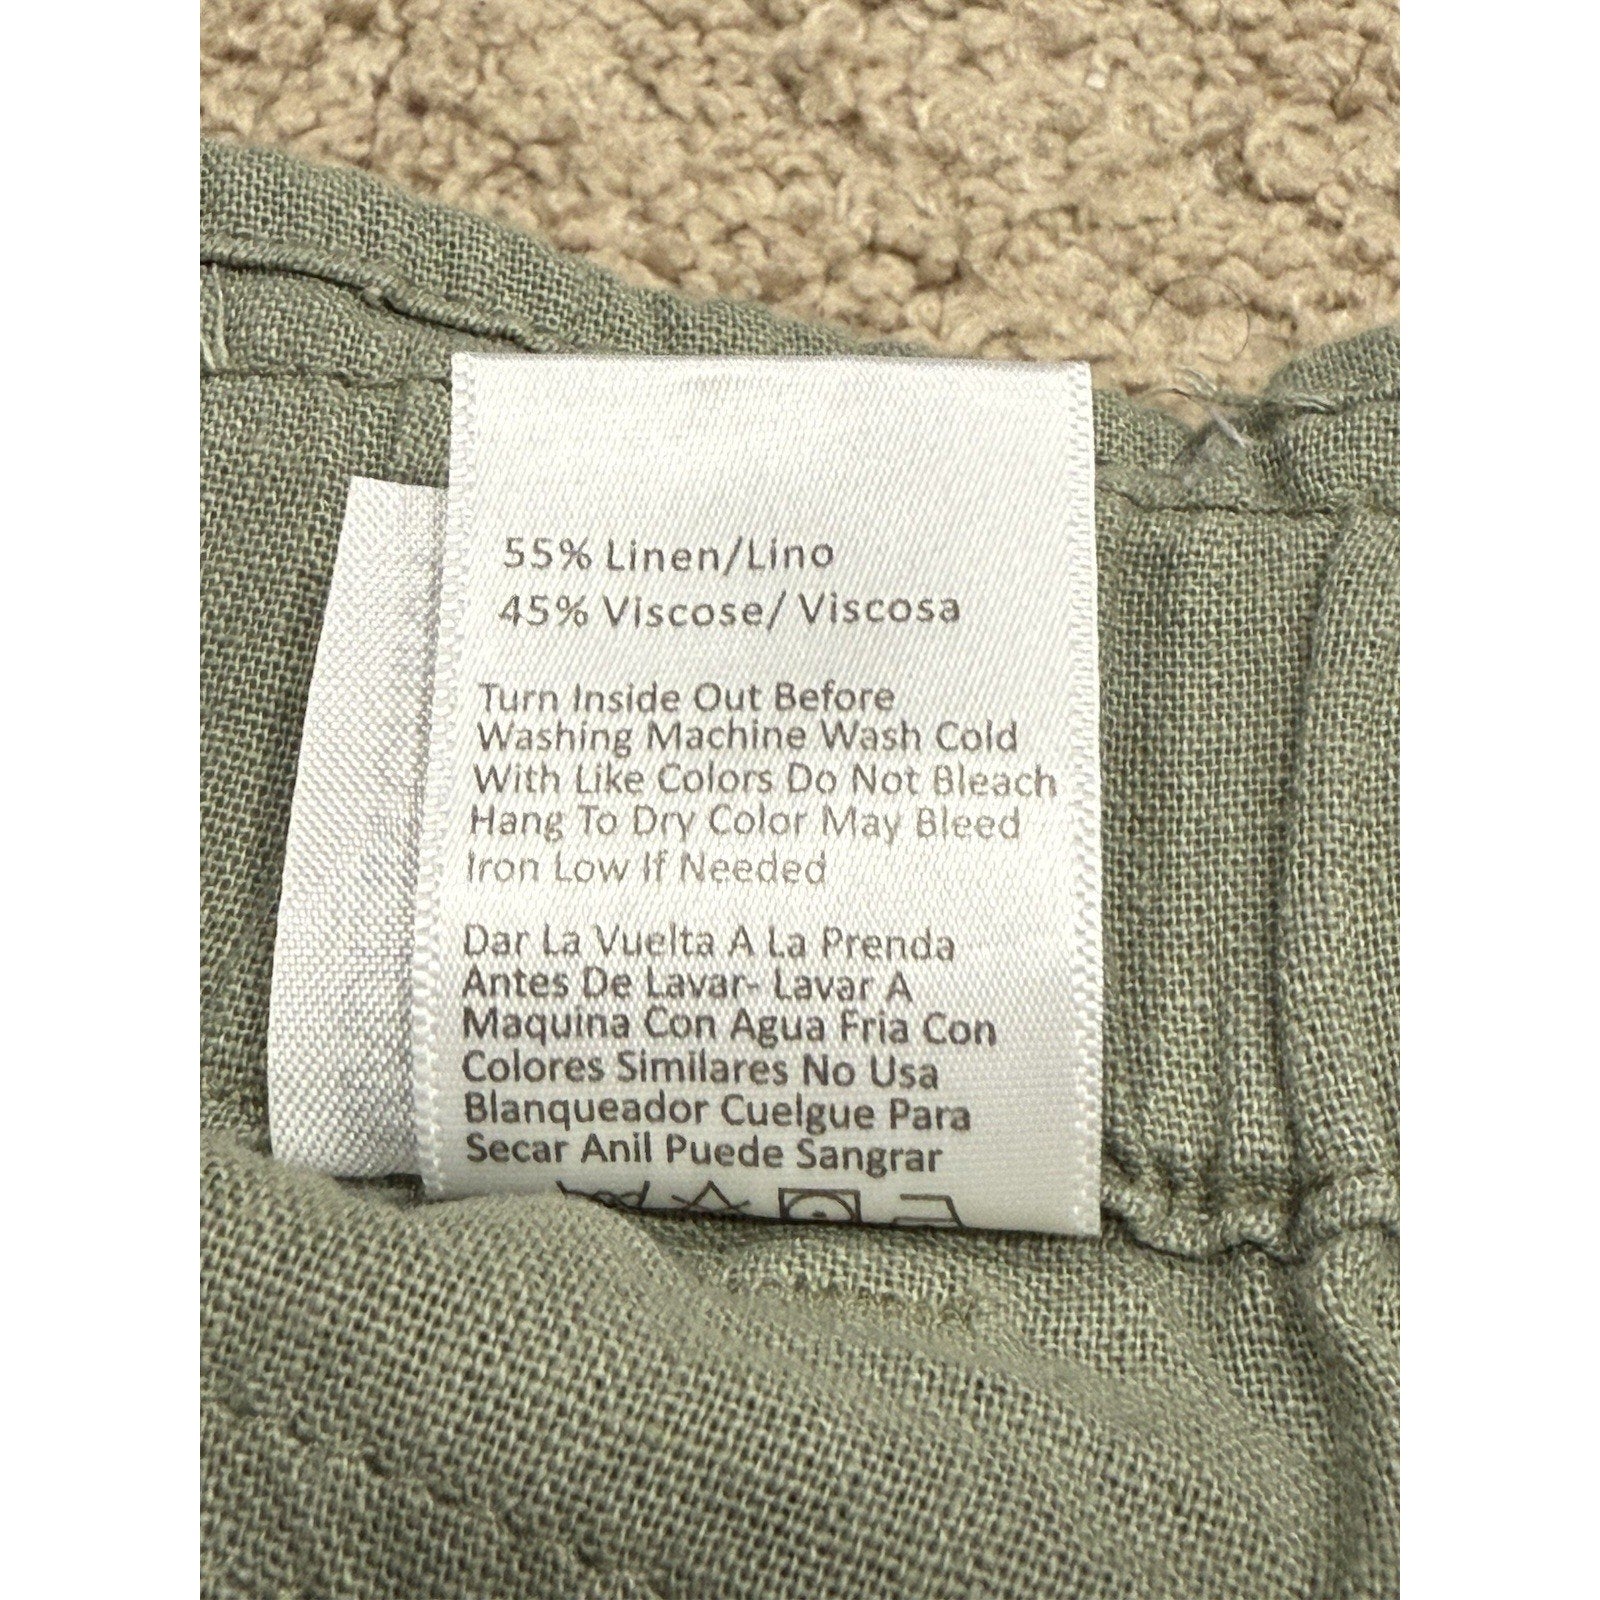 55% Linen/Lino
45% Viscose/ Viscosa
Turn Inside Out Before
Washing Machine Wash Cold
With Like Colors Do Not Bleach
Hang To Dry Color May Bleed
Iron Low If Needed
Dar La Vuelta A La Prenda
Antes De Lavar- Lavar A
Maquina Con Agua Fria Con
Colores Similares No Usa
Blanqueador Cuelgue Para
Secar Anil Puede Sangrar